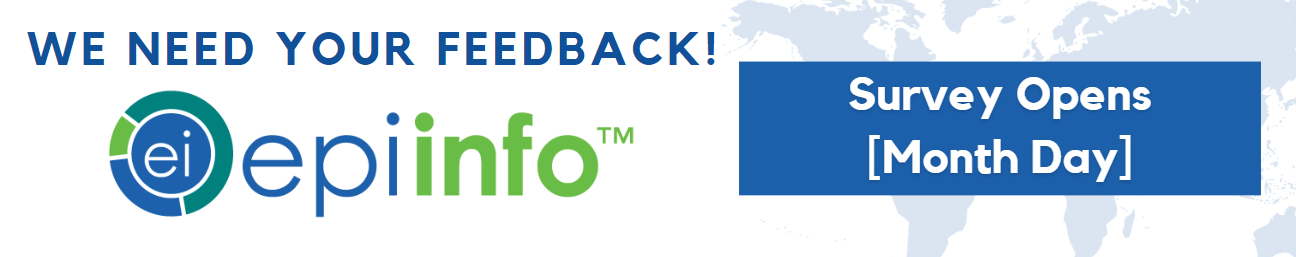 WE NEED YOUR FEEDBACK!
ei epiinfo™
Survey Opens
[Month Day]